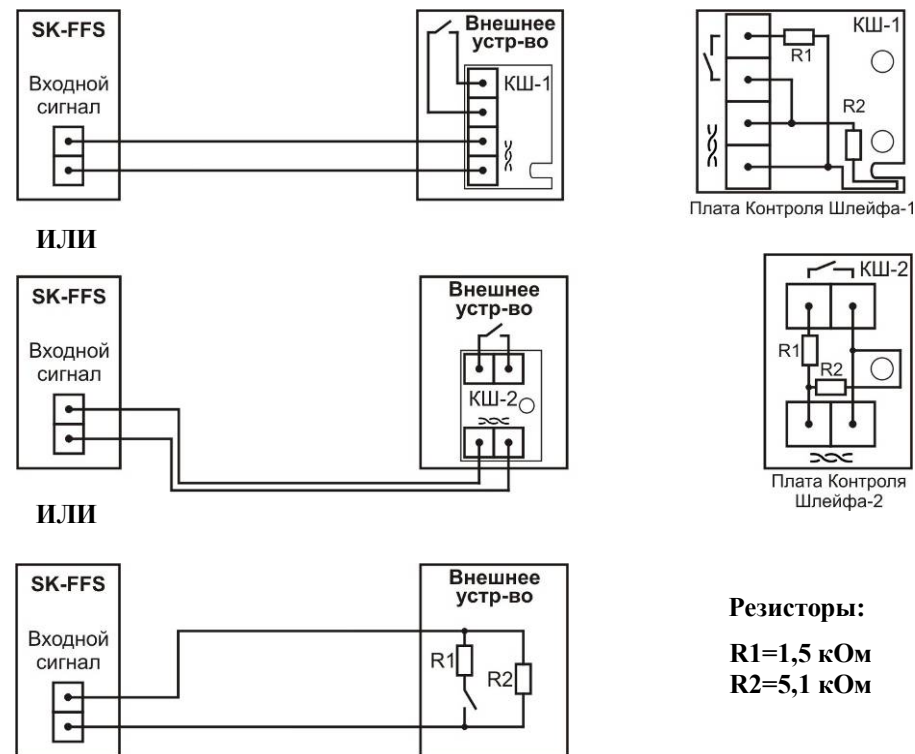 SK-FFS
Входной
сигнал
Внешнее
устр-во
КШ-1
КШ-1
R1
R2
Плата Контроля Шлейфа-1
ИЛИ
SK-FFS
Входной
сигнал
Внешнее
устр-во
КШ-2
КШ-2
R1
R2
Плата Контроля
Шлейфа-2
ИЛИ
SK-FFS
Входной
сигнал
Внешнее
устр-во
R1
R2
Резисторы:
R1=1,5 кОм
R2=5,1 кОм